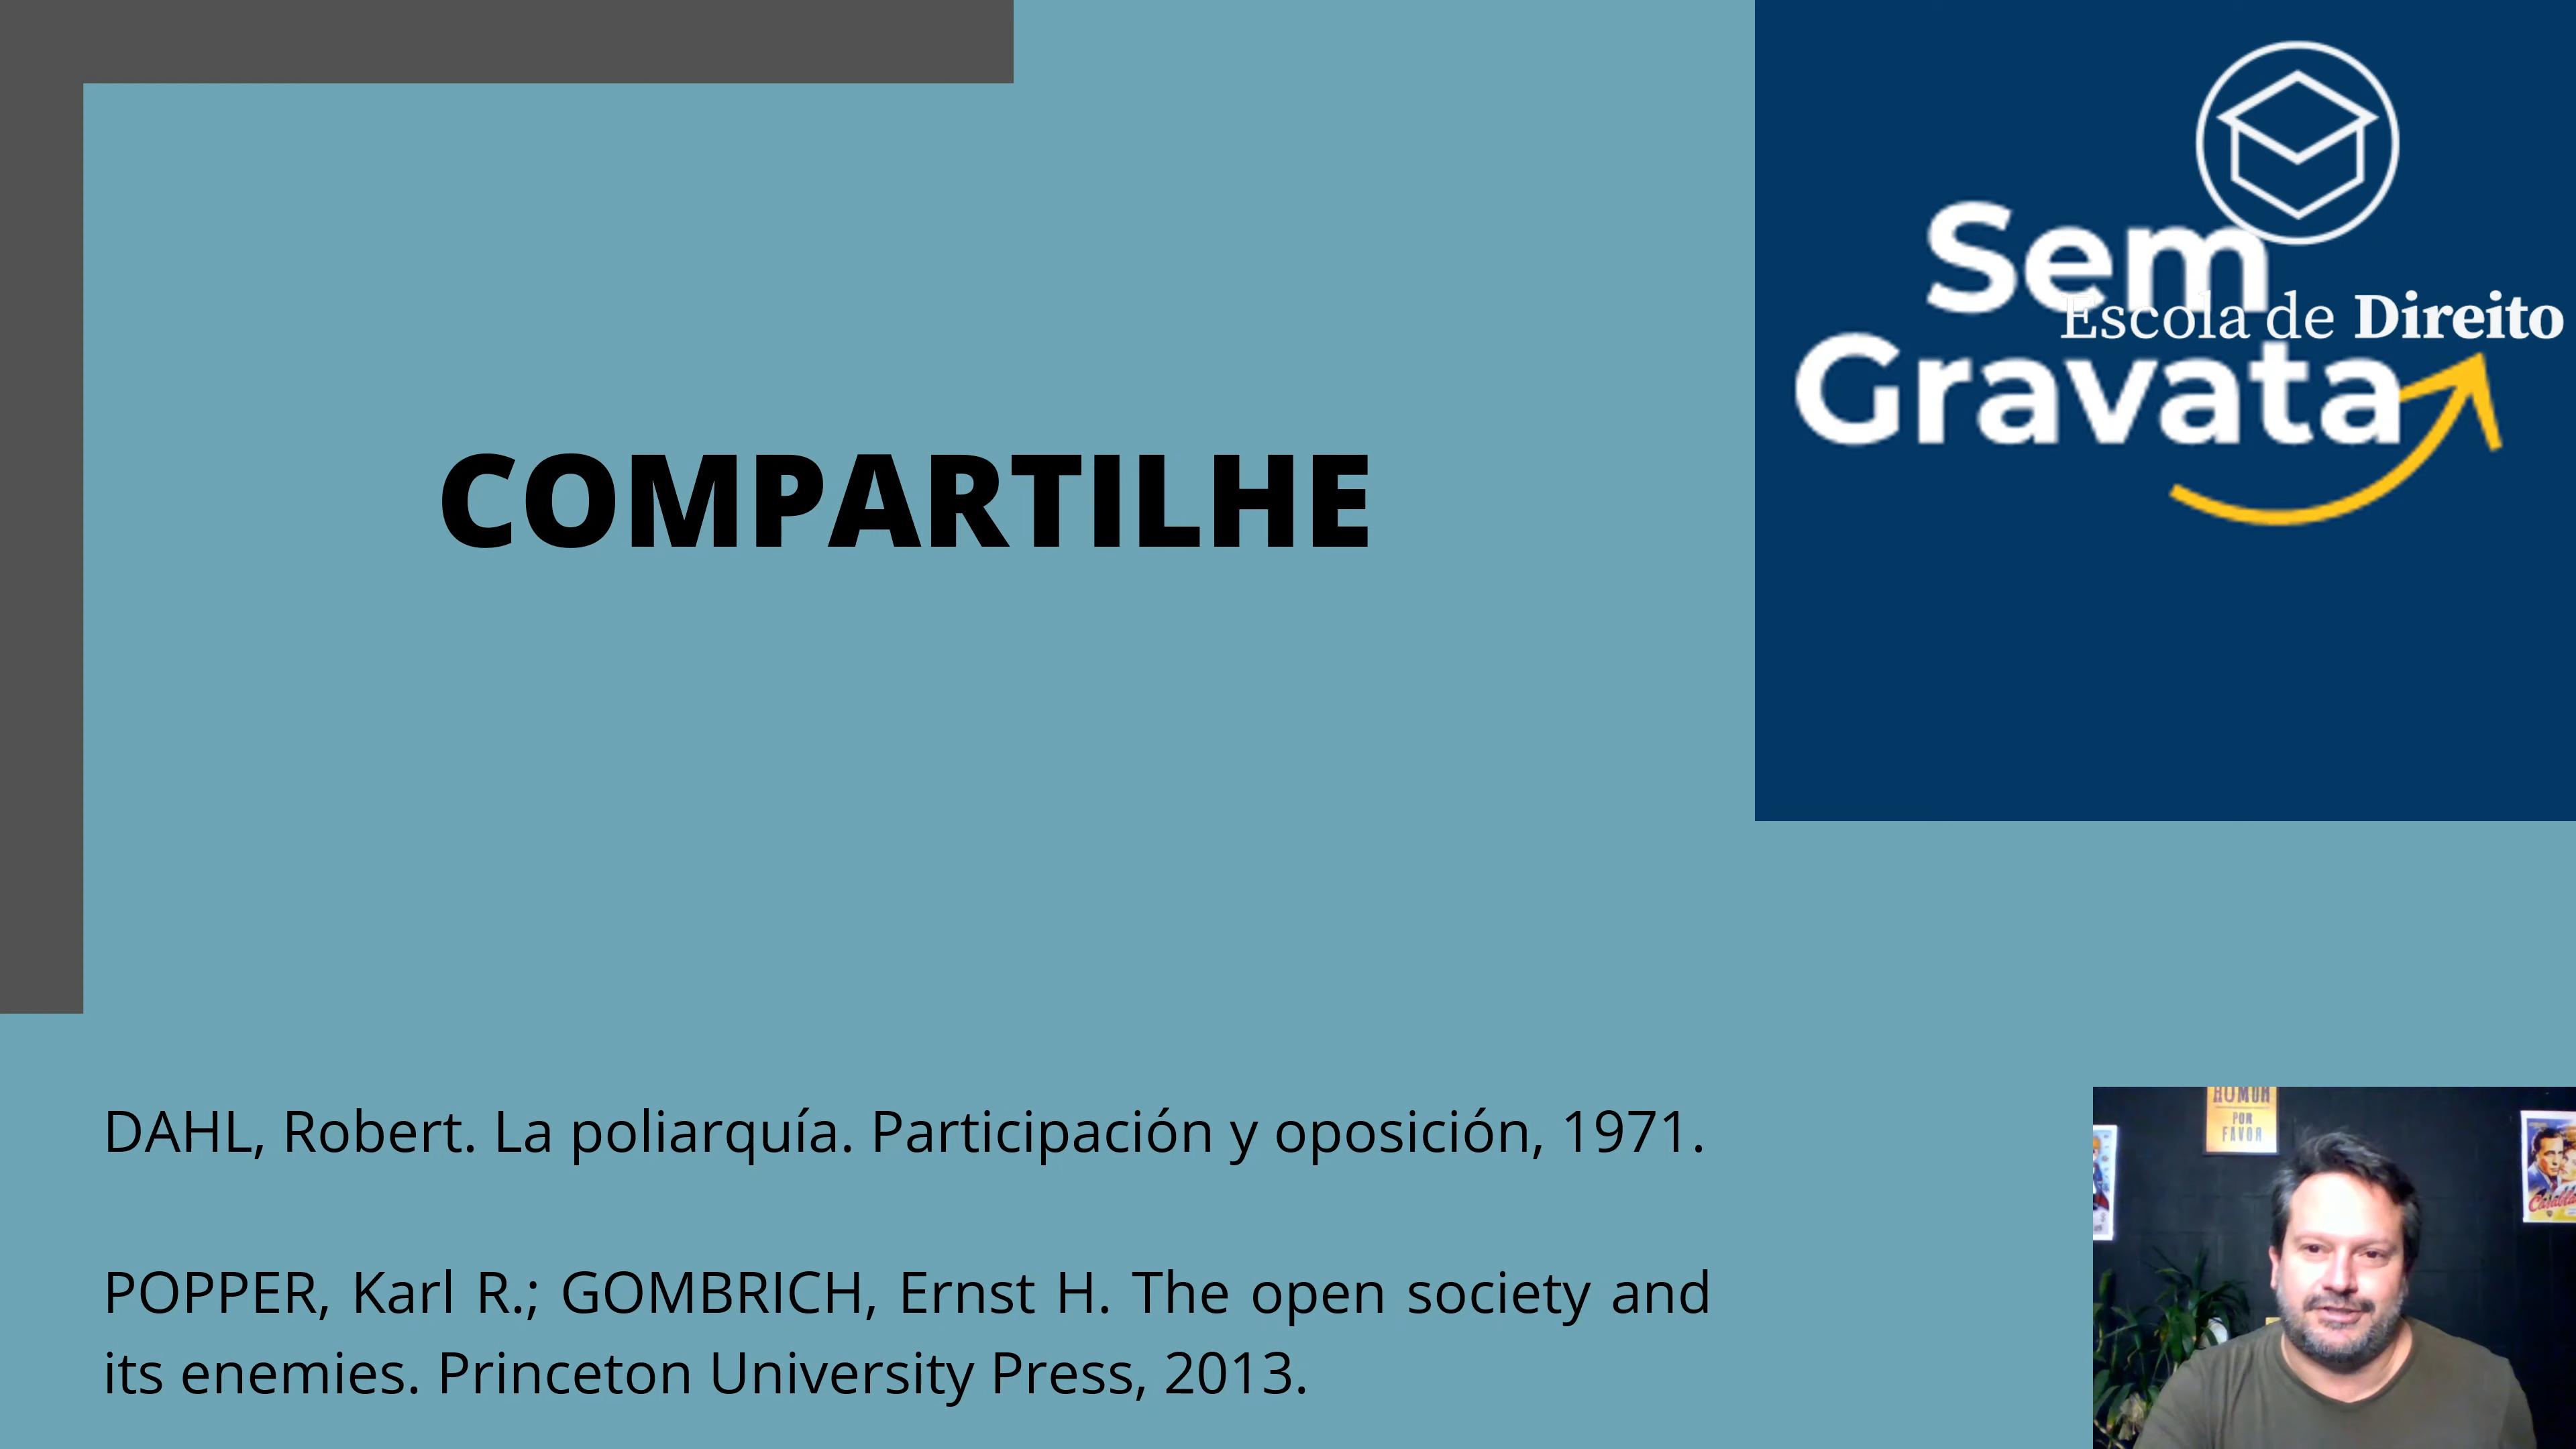 Sem
Escola de Direito
Gravata
COMPARTILHE
DAHL, Robert. La poliarquía. Participación y oposición, 1971.
POPPER, Karl R.; GOMBRICH, Ernst H. The open society and
its enemies. Princeton University Press, 2013.
HUMOR
POR
FAVOR